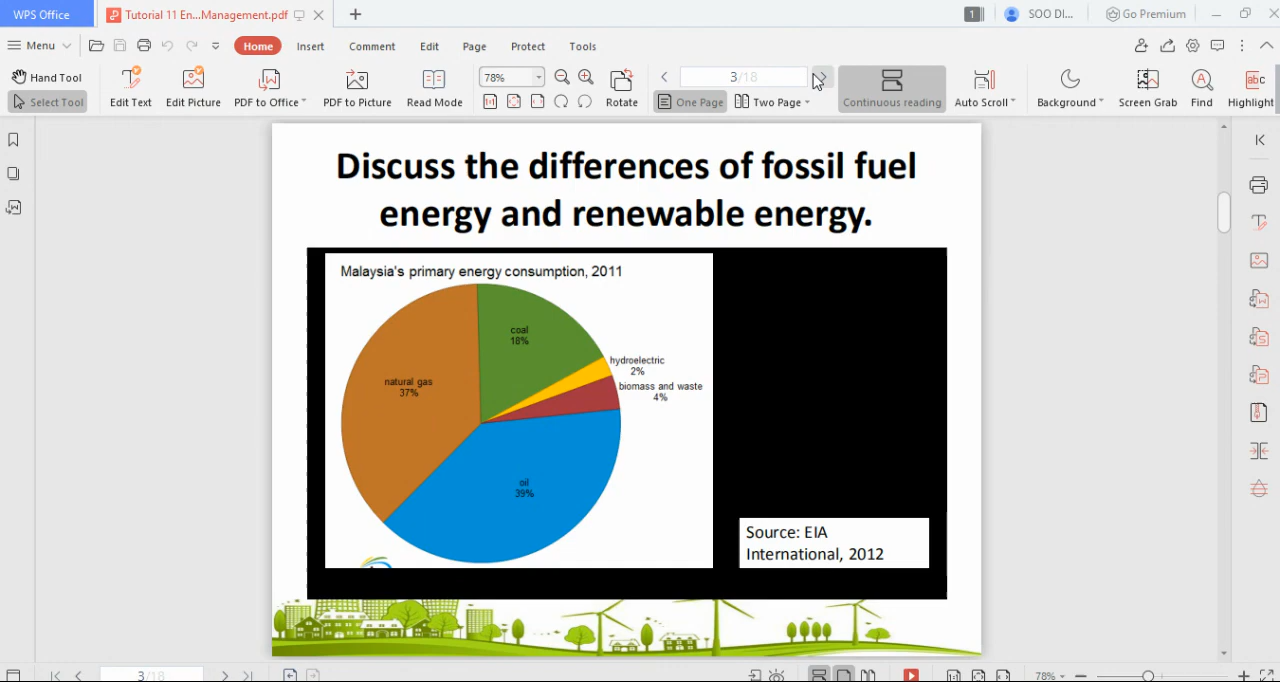 WPS Office
Tutorial 11 En...Management.pdf
1
SOO DI...
Go Premium
Menu
Home
Insert
Comment
Edit
Page
Protect
Tools
Hand Tool
Select Tool
Edit Text
Edit Picture
PDF to Office
PDF to Picture
Read Mode
78%
Rotate
3/18
One Page
Two Page
Continuous reading
Auto Scroll
Background
Screen Grab
Find
Highlight
Discuss the differences of fossil fuel
energy and renewable energy.
Malaysia's primary energy consumption, 2011
coal
18%
hydroelectric
2%
biomass and waste
4%
natural gas
37%
oil
39%
Source: EIA
International, 2012
3/18
78%